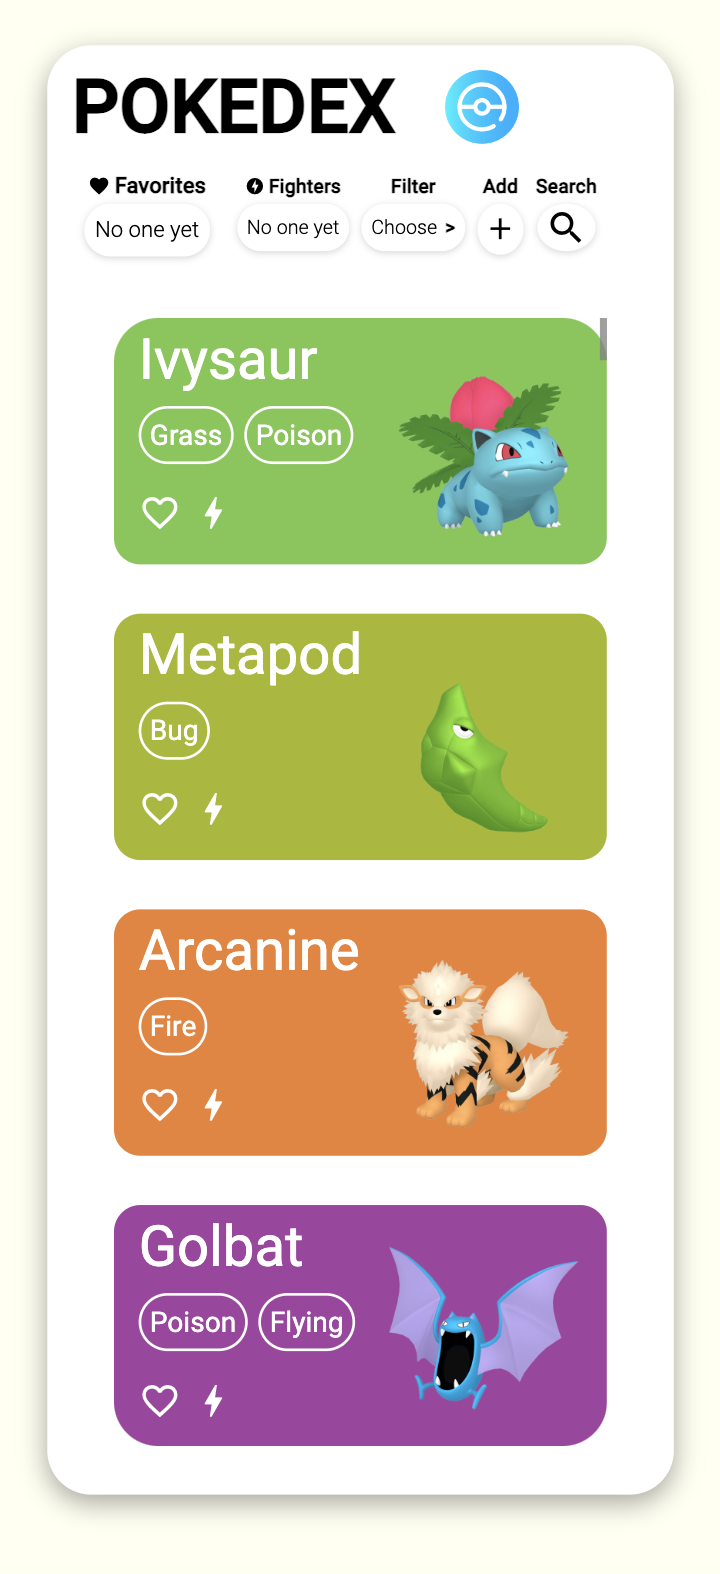 POKEDEX
Favorites Fighters Filter Add Search
No one yet No one yet Choose > +
Ivysaur
Grass Poison
Metapod
Bug
Arcanine
Fire
Golbat
Poison Flying